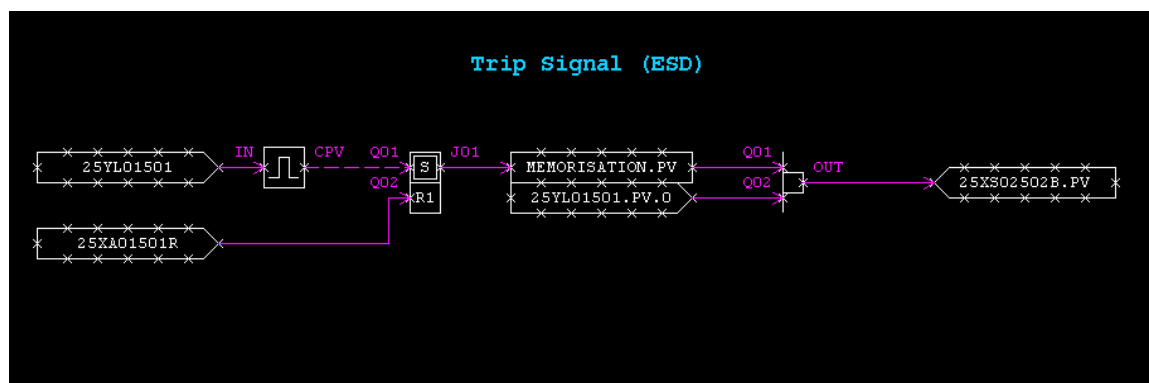 Trip Signal (ESD)
25YL01501 IN CPV Q01 S J01 MEMORISATION.PV Q01 OUT
Q02 R1 25YL01501.PV.O Q02 25XS02502B.PV
25XA01501R